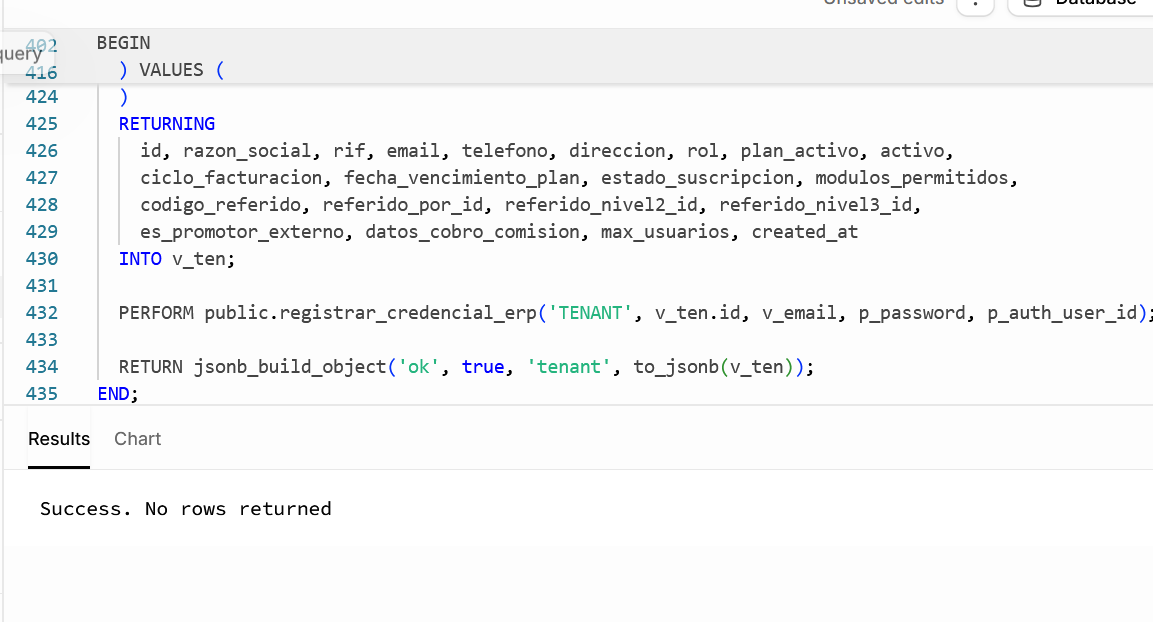 Unsaved edits
Database
query
402 BEGIN
416 ) VALUES (
424 )
425 RETURNING
426 id, razon_social, rif, email, telefono, direccion, rol, plan_activo, activo,
427 ciclo_facturacion, fecha_vencimiento_plan, estado_suscripcion, modulos_permitidos,
428 codigo_referido, referido_por_id, referido_nivel2_id, referido_nivel3_id,
429 es_promotor_externo, datos_cobro_comision, max_usuarios, created_at
430 INTO v_ten;
431
432 PERFORM public.registrar_credencial_erp('TENANT', v_ten.id, v_email, p_password, p_auth_user_id);
433
434 RETURN jsonb_build_object('ok', true, 'tenant', to_jsonb(v_ten));
435 END;
Results Chart
Success. No rows returned